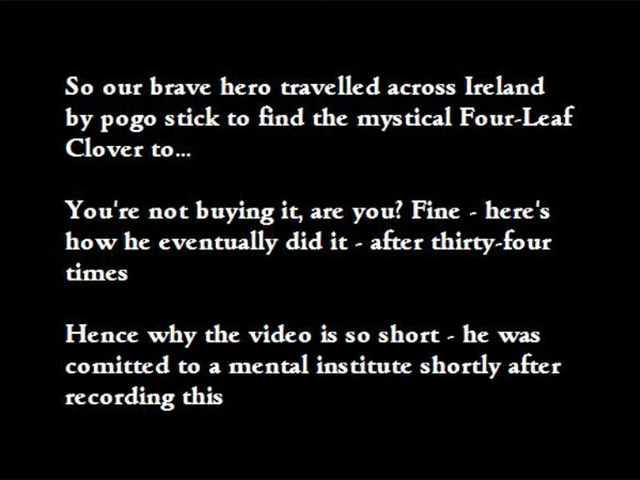 So our brave hero travelled across Ireland
by pogo stick to find the mystical Four-Leaf
Clover to...
You're not buying it, are you? Fine - here's
how he eventually did it - after thirty-four
times
Hence why the video is so short - he was
comitted to a mental institute shortly after
recording this